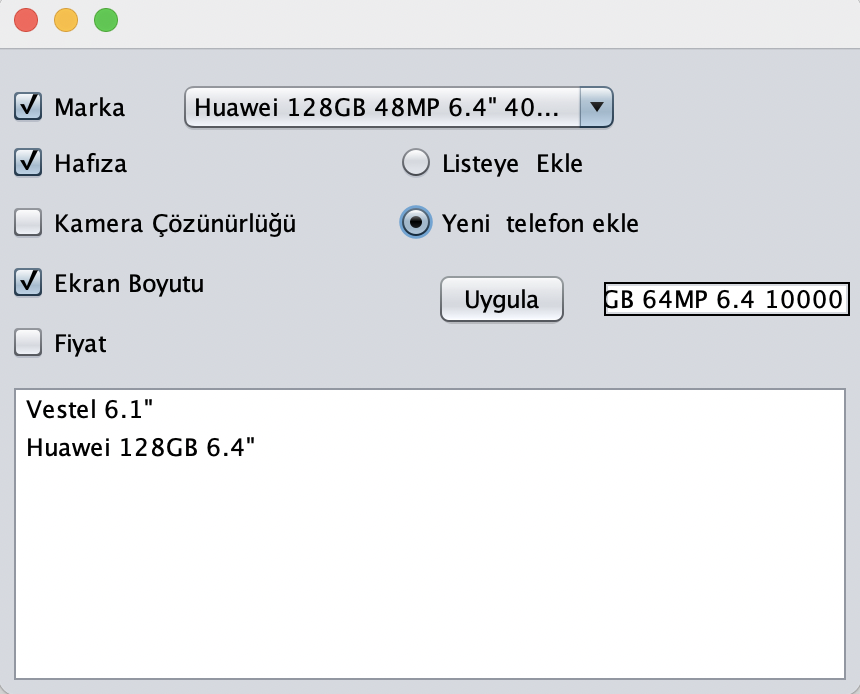 Marka
Huawei 128GB 48MP 6.4" 40...
Hafıza
Listeye Ekle
Kamera Çözünürlüğü
Yeni telefon ekle
Ekran Boyutu
Uygula
GB 64MP 6.4 10000
Fiyat
Vestel 6.1"
Huawei 128GB 6.4"